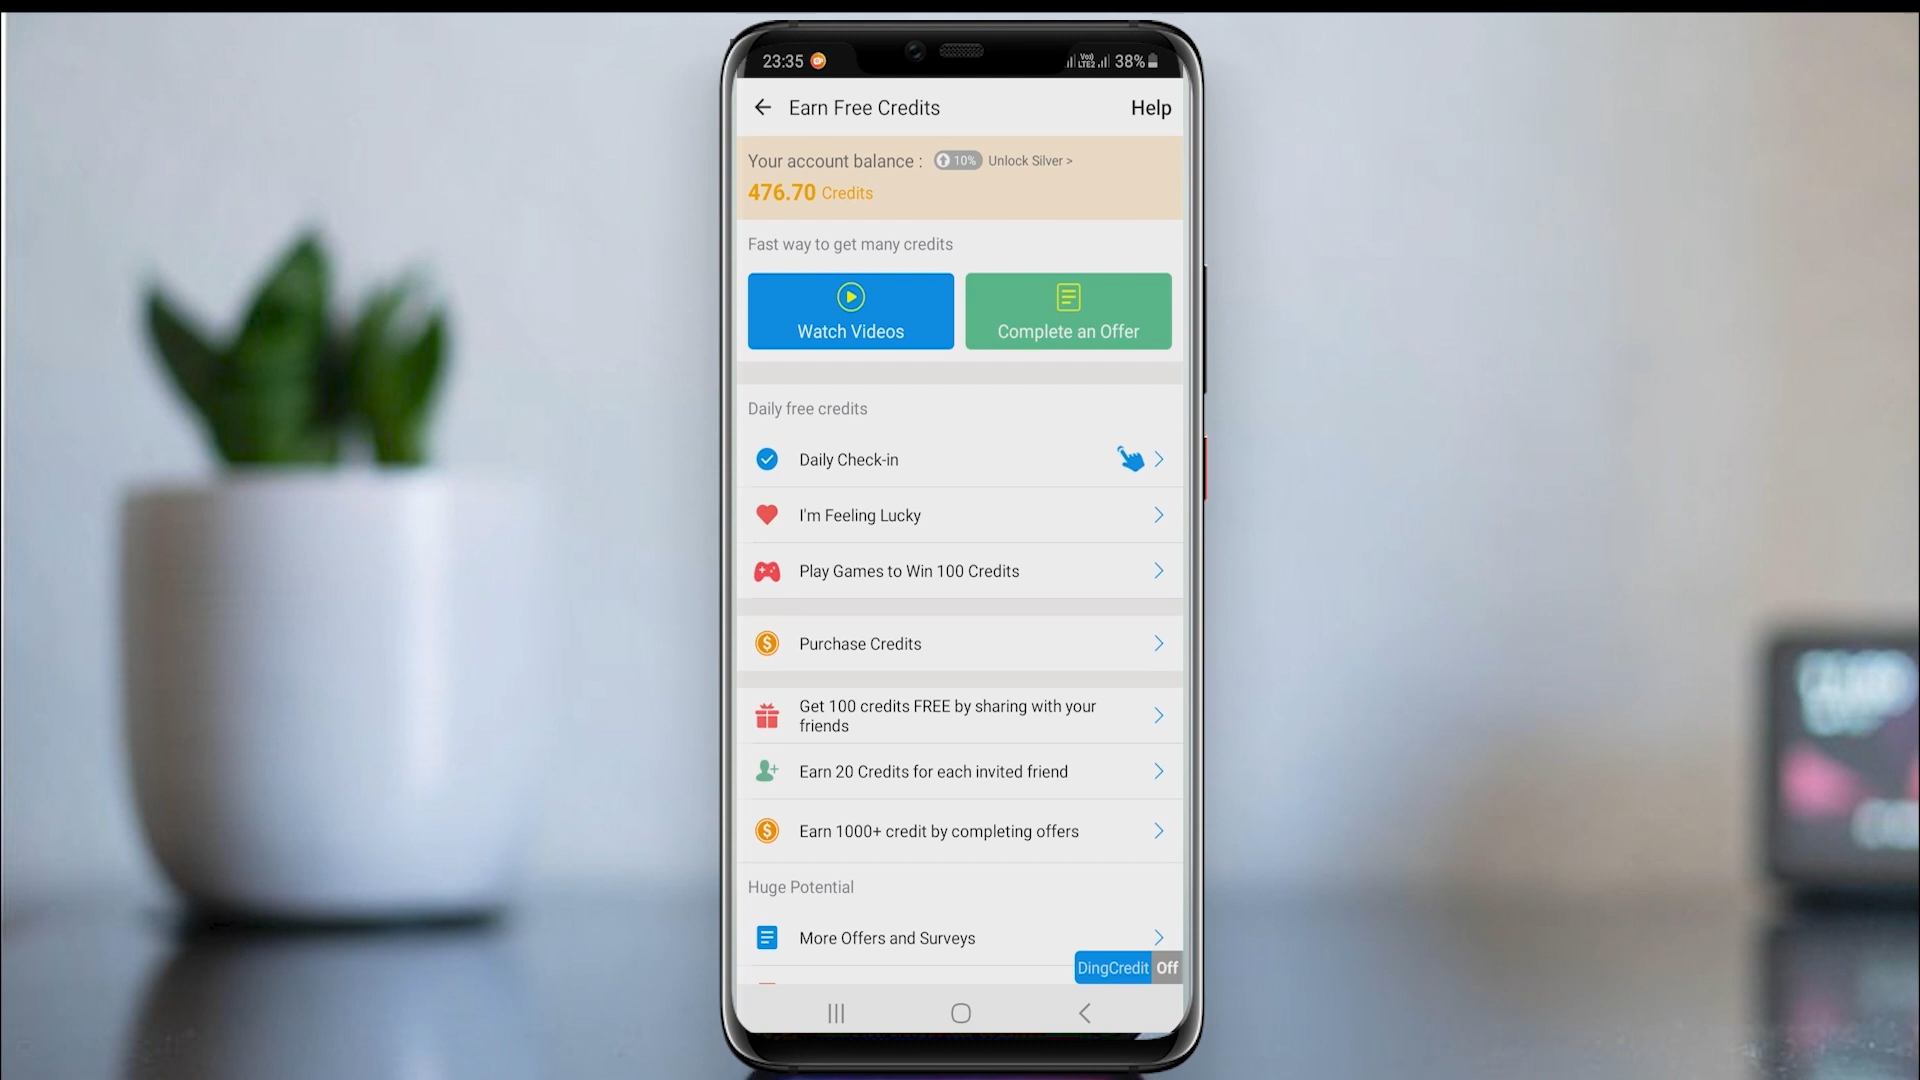 23:35
Vo))
LTE2
38%
Earn Free Credits
Help
Your account balance :
10%
Unlock Silver >
476.70 Credits
Fast way to get many credits
Watch Videos
Complete an Offer
Daily free credits
Daily Check-in
I'm Feeling Lucky
Play Games to Win 100 Credits
Purchase Credits
Get 100 credits FREE by sharing with your
friends
Earn 20 Credits for each invited friend
Earn 1000+ credit by completing offers
Huge Potential
More Offers and Surveys
DingCredit Off